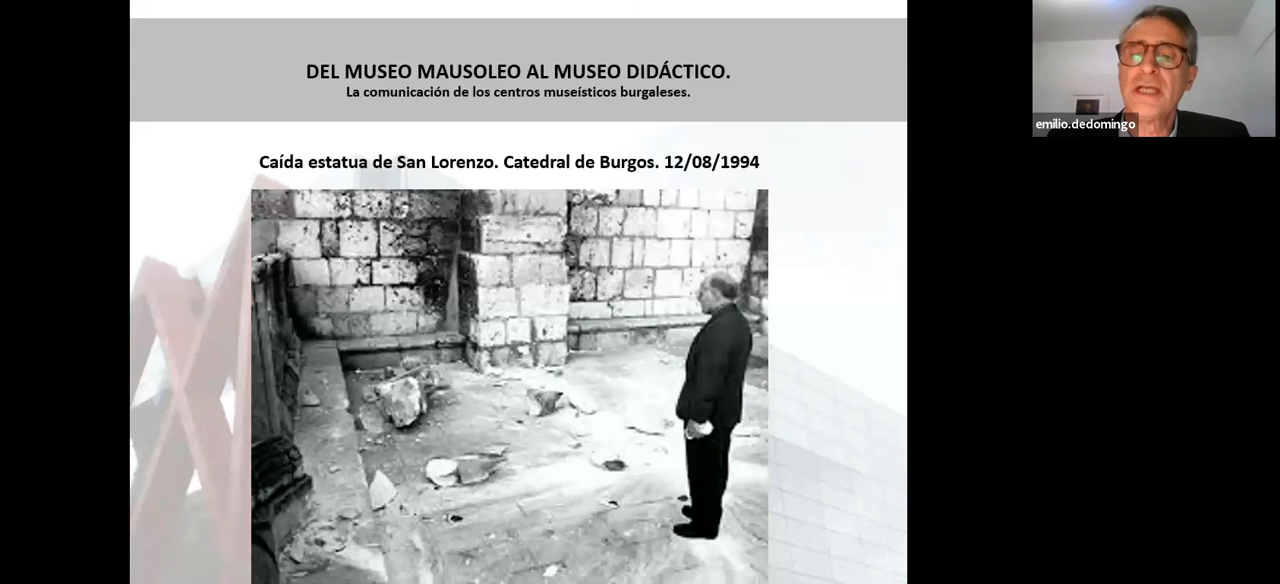 DEL MUSEO MAUSOLEO AL MUSEO DIDÁCTICO.
La comunicación de los centros museísticos burgaleses.
emilio.dedomingo
Caída estatua de San Lorenzo. Catedral de Burgos. 12/08/1994